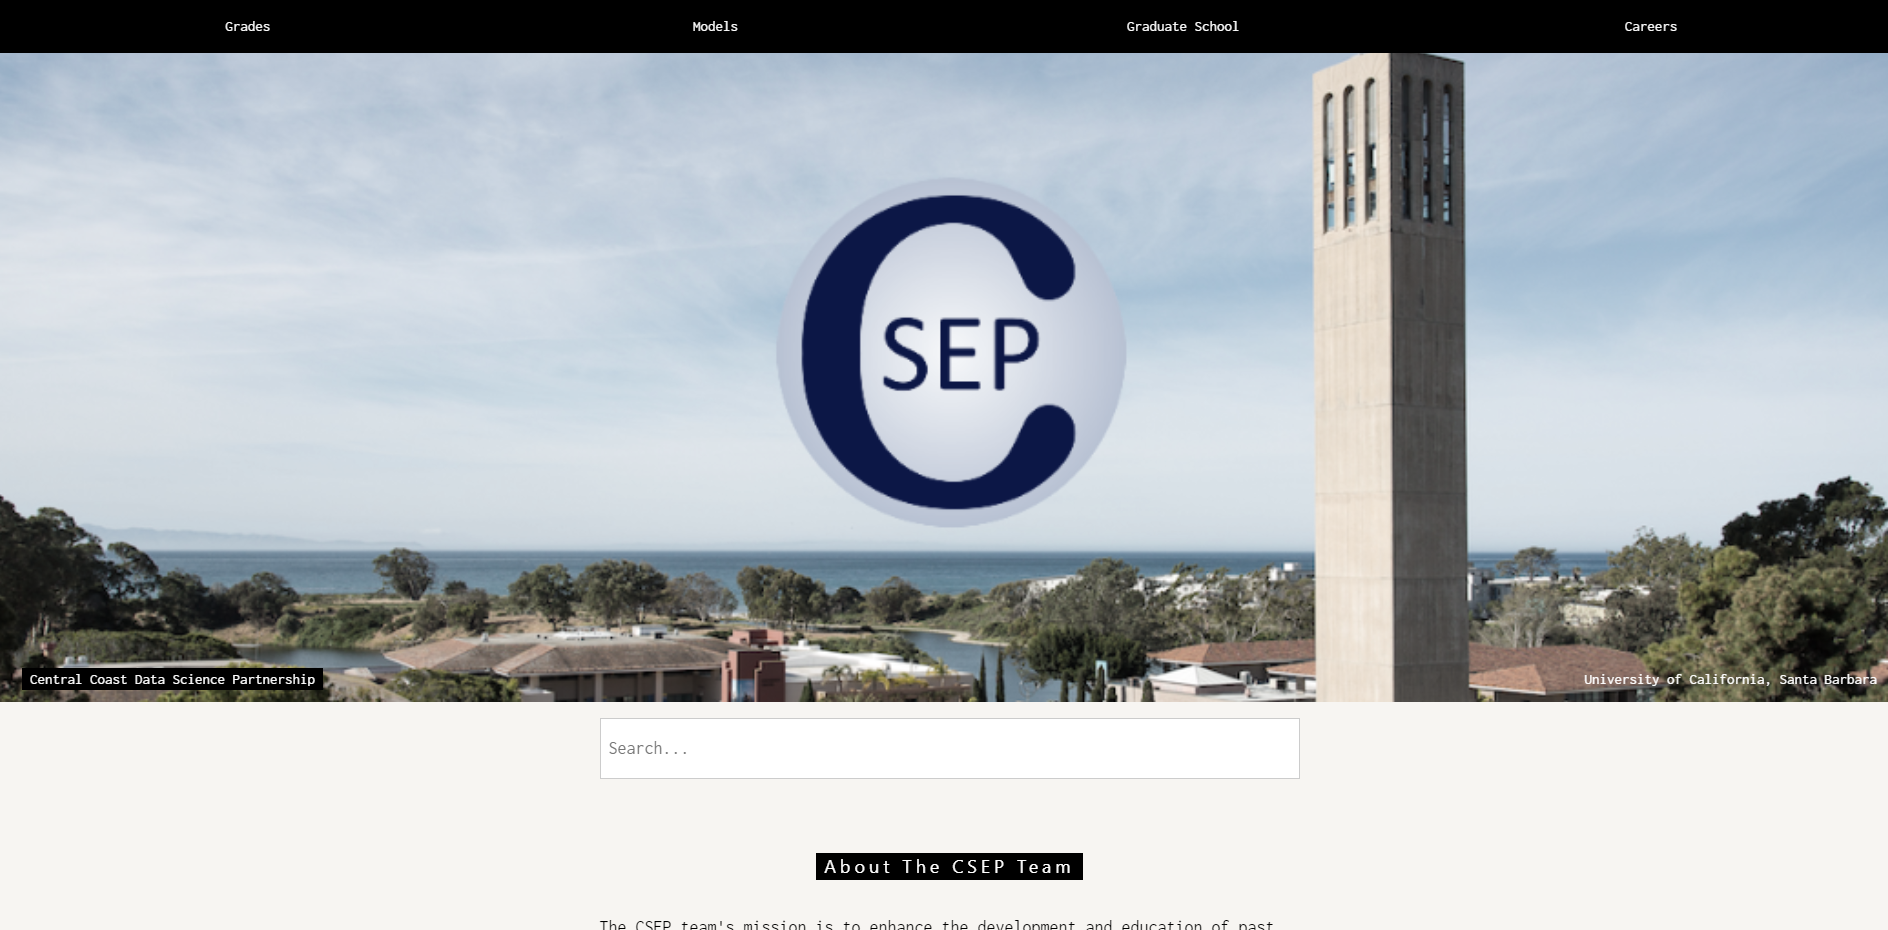 Grades
Models
Graduate School
Careers
C
SEP
Central Coast Data Science Partnership
University of California, Santa Barbara
Search...
About The CSEP Team
The CSEP team's mission is to enhance the development and education of past